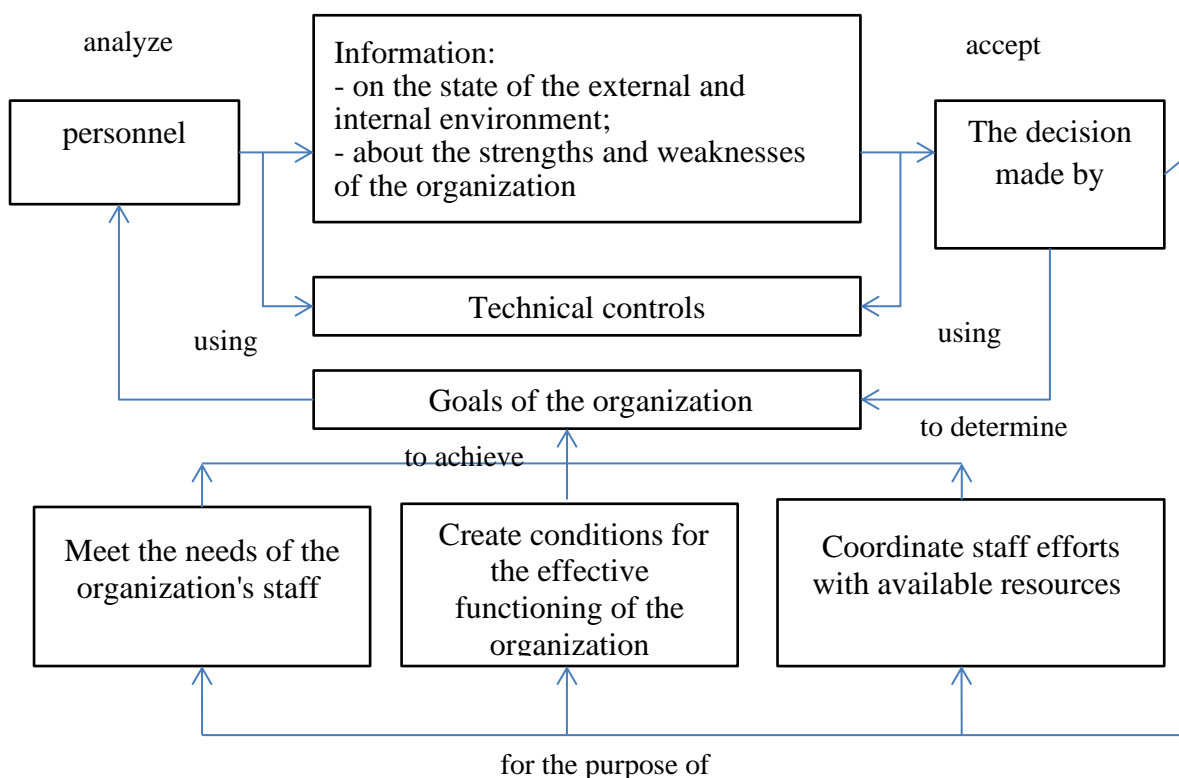 analyze
accept
Information:
- on the state of the external and
internal environment;
- about the strengths and weaknesses
of the organization
personnel
The decision
made by
Technical controls
using
using
Goals of the organization
to determine
to achieve
Meet the needs of the
organization's staff
Create conditions for
the effective
functioning of the
organization
Coordinate staff efforts
with available resources
for the purpose of